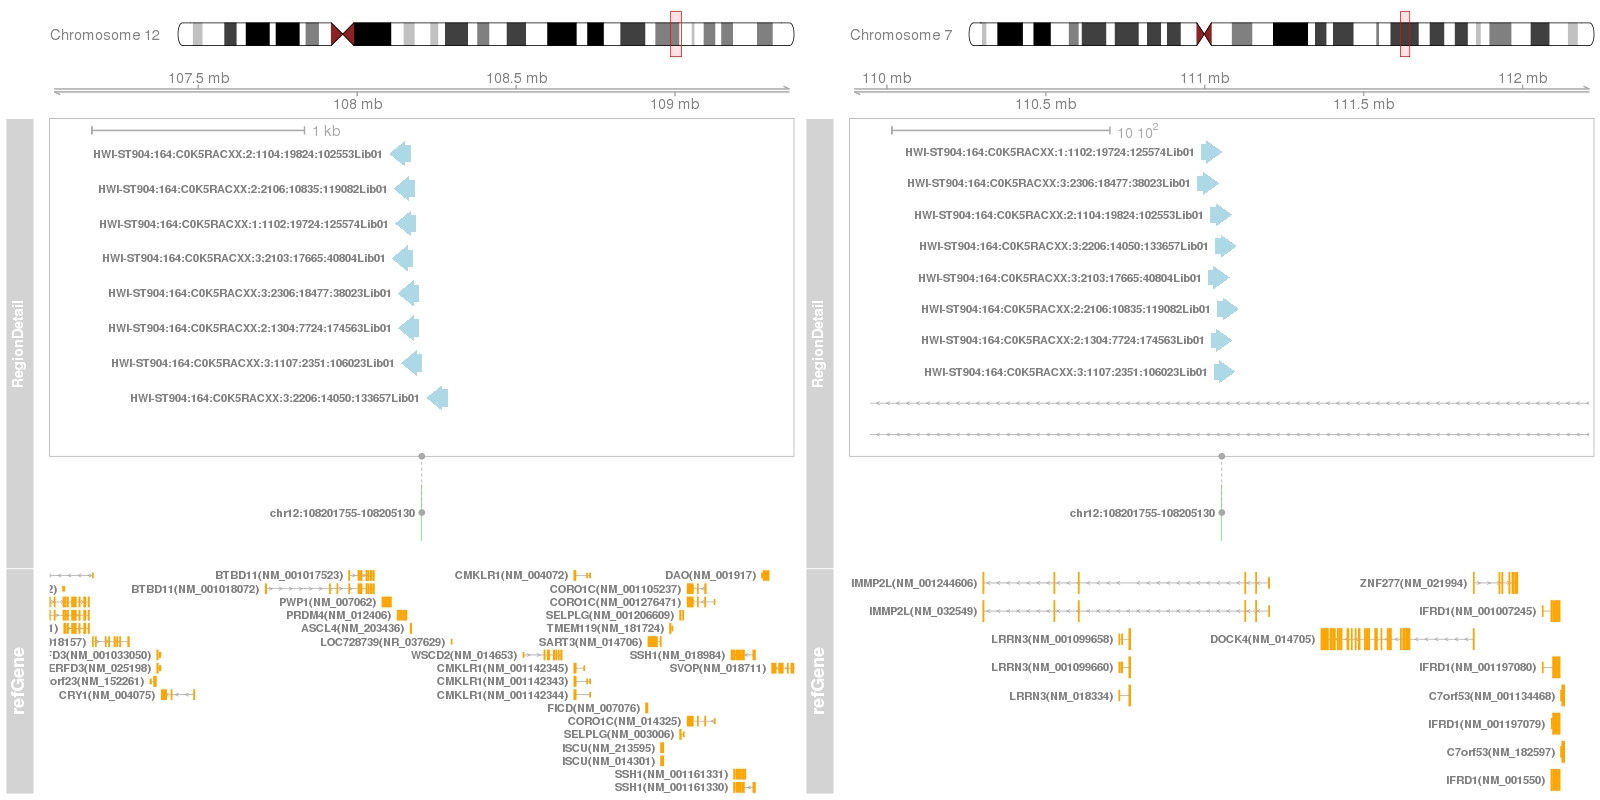 Chromosome 12
107.5 mb
108.5 mb
108 mb
109 mb
RegionDetail
1 kb
HWI-ST904:164:C0K5RACXX:2:1104:19824:102553Lib01
HWI-ST904:164:C0K5RACXX:2:2106:10835:119082Lib01
HWI-ST904:164:C0K5RACXX:1:1102:19724:125574Lib01
HWI-ST904:164:C0K5RACXX:3:2103:17665:40804Lib01
HWI-ST904:164:C0K5RACXX:3:2306:18477:38023Lib01
HWI-ST904:164:C0K5RACXX:2:1304:7724:174563Lib01
HWI-ST904:164:C0K5RACXX:3:1107:2351:106023Lib01
HWI-ST904:164:C0K5RACXX:3:2206:14050:133657Lib01
chr12:108201755-108205130
refGene
BTBD11(NM_001017523)
CMKLR1(NM_004072)
DAO(NM_001917)
2)
BTBD11(NM_001018072)
CORO1C(NM_001105237)
PWP1(NM_007062)
CORO1C(NM_001276471)
PRDM4(NM_012406)
SELPLG(NM_001206609)
1)
ASCL4(NM_203436)
TMEM119(NM_181724)
018157)
LOC728739(NR_037629)
SART3(NM_014706)
FD3(NM_001033050)
WSCD2(NM_014653)
SSH1(NM_018984)
ERFD3(NM_025198)
CMKLR1(NM_001142345)
SVOP(NM_018711)
orf23(NM_152261)
CMKLR1(NM_001142343)
CRY1(NM_004075)
CMKLR1(NM_001142344)
FICD(NM_007076)
CORO1C(NM_014325)
SELPLG(NM_003006)
ISCU(NM_213595)
ISCU(NM_014301)
SSH1(NM_001161331)
SSH1(NM_001161330)
Chromosome 7
110 mb
111 mb
112 mb
110.5 mb
111.5 mb
RegionDetail
10 10²
HWI-ST904:164:C0K5RACXX:1:1102:19724:125574Lib01
HWI-ST904:164:C0K5RACXX:3:2306:18477:38023Lib01
HWI-ST904:164:C0K5RACXX:2:1104:19824:102553Lib01
HWI-ST904:164:C0K5RACXX:3:2206:14050:133657Lib01
HWI-ST904:164:C0K5RACXX:3:2103:17665:40804Lib01
HWI-ST904:164:C0K5RACXX:2:2106:10835:119082Lib01
HWI-ST904:164:C0K5RACXX:2:1304:7724:174563Lib01
HWI-ST904:164:C0K5RACXX:3:1107:2351:106023Lib01
chr12:108201755-108205130
refGene
IMMP2L(NM_001244606)
ZNF277(NM_021994)
IMMP2L(NM_032549)
IFRD1(NM_001007245)
LRRN3(NM_001099658)
DOCK4(NM_014705)
LRRN3(NM_001099660)
IFRD1(NM_001197080)
LRRN3(NM_018334)
C7orf53(NM_001134468)
IFRD1(NM_001197079)
C7orf53(NM_182597)
IFRD1(NM_001550)